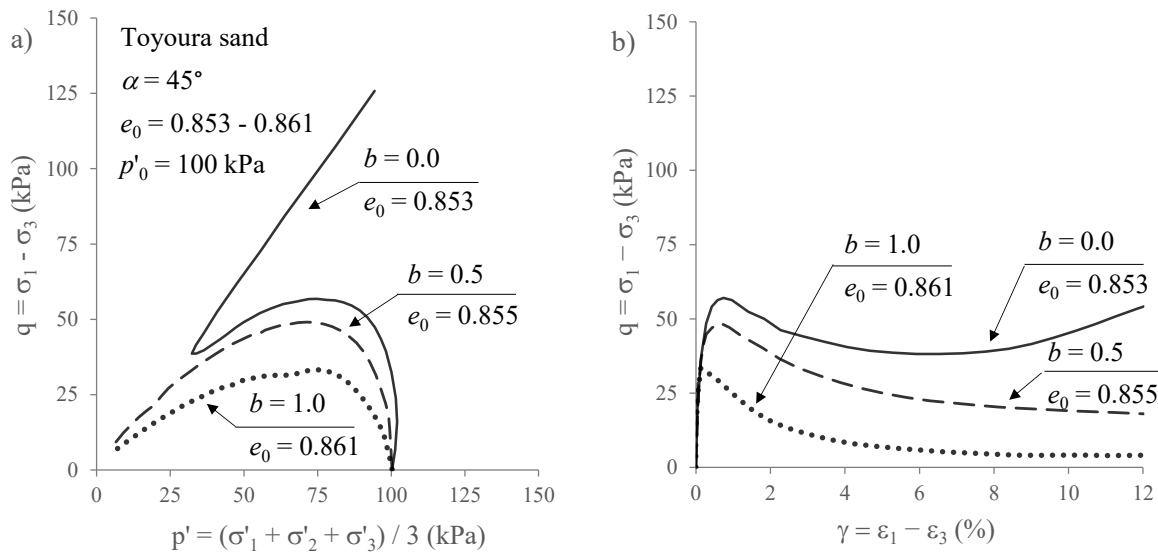 a)
Toyoura sand
α = 45°
e₀ = 0.853 - 0.861
p'₀ = 100 kPa
b = 0.0
e₀ = 0.853
b = 0.5
e₀ = 0.855
b = 1.0
e₀ = 0.861
150
125
100
75
50
25
0
0 25 50 75 100 125 150
q = σ₁ - σ₃ (kPa)
p' = (σ'₁ + σ'₂ + σ'₃) / 3 (kPa)
b)
b = 1.0
e₀ = 0.861
b = 0.0
e₀ = 0.853
b = 0.5
e₀ = 0.855
150
125
100
75
50
25
0
0 2 4 6 8 10 12
q = σ₁ – σ₃ (kPa)
γ = ε₁ – ε₃ (%)